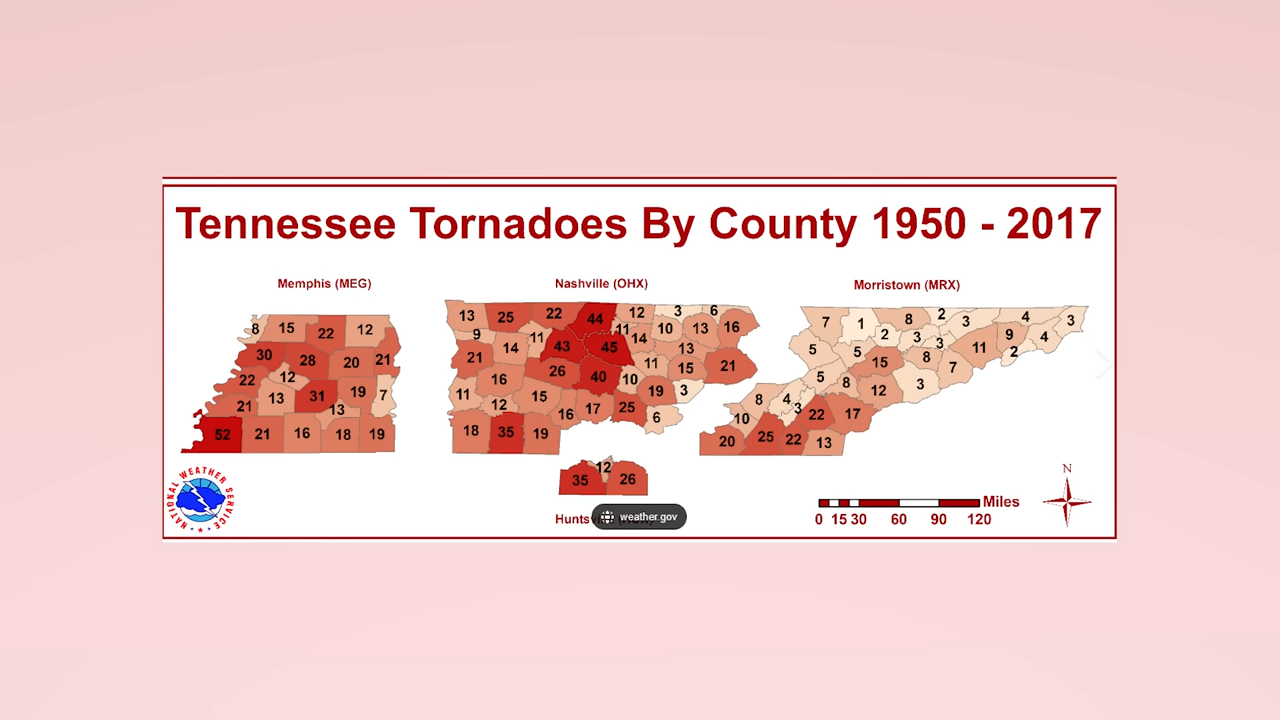 Tennessee Tornadoes By County 1950 - 2017
Memphis (MEG)
Nashville (OHX)
Morristown (MRX)
8 15 22 12
30 28 20 21
22 12
13 31 19 7
21 13
52 21 16 18 19
13 25 22 44 12 3 6
9 11 11 14 10 13 16
21 14 43 45 13
26 11 15 21
16 40 10 19 3
11 12 15
16 17 25 6
18 35 19
7 1 8 2 3 4 3
2 3 3 9 4
5 5 15 8 11 2
5 8 12 3 7
8 4 3
10 22 17
20 25 22 13
35 12 26
NATIONAL WEATHER SERVICE
Hunts
weather.gov
N
Miles
0 15 30 60 90 120